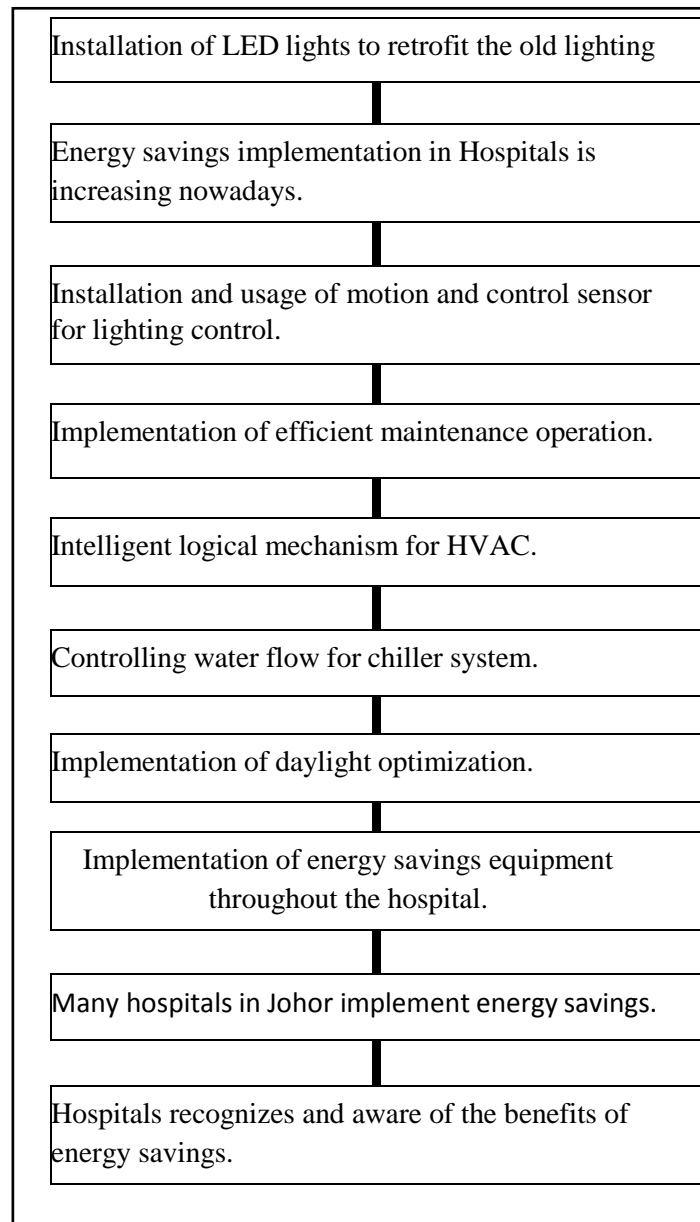 Installation of LED lights to retrofit the old lighting
Energy savings implementation in Hospitals is
increasing nowadays.
Installation and usage of motion and control sensor
for lighting control.
Implementation of efficient maintenance operation.
Intelligent logical mechanism for HVAC.
Controlling water flow for chiller system.
Implementation of daylight optimization.
Implementation of energy savings equipment
throughout the hospital.
Many hospitals in Johor implement energy savings.
Hospitals recognizes and aware of the benefits of
energy savings.